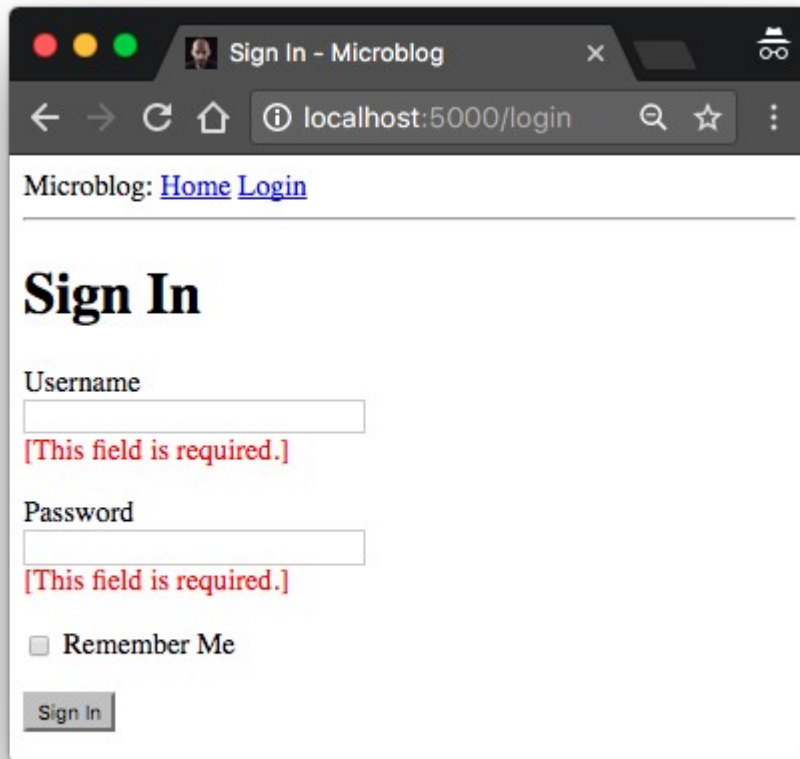 Sign In - Microblog
localhost:5000/login
Microblog: Home Login
Sign In
Username
[This field is required.]
Password
[This field is required.]
Remember Me
Sign In